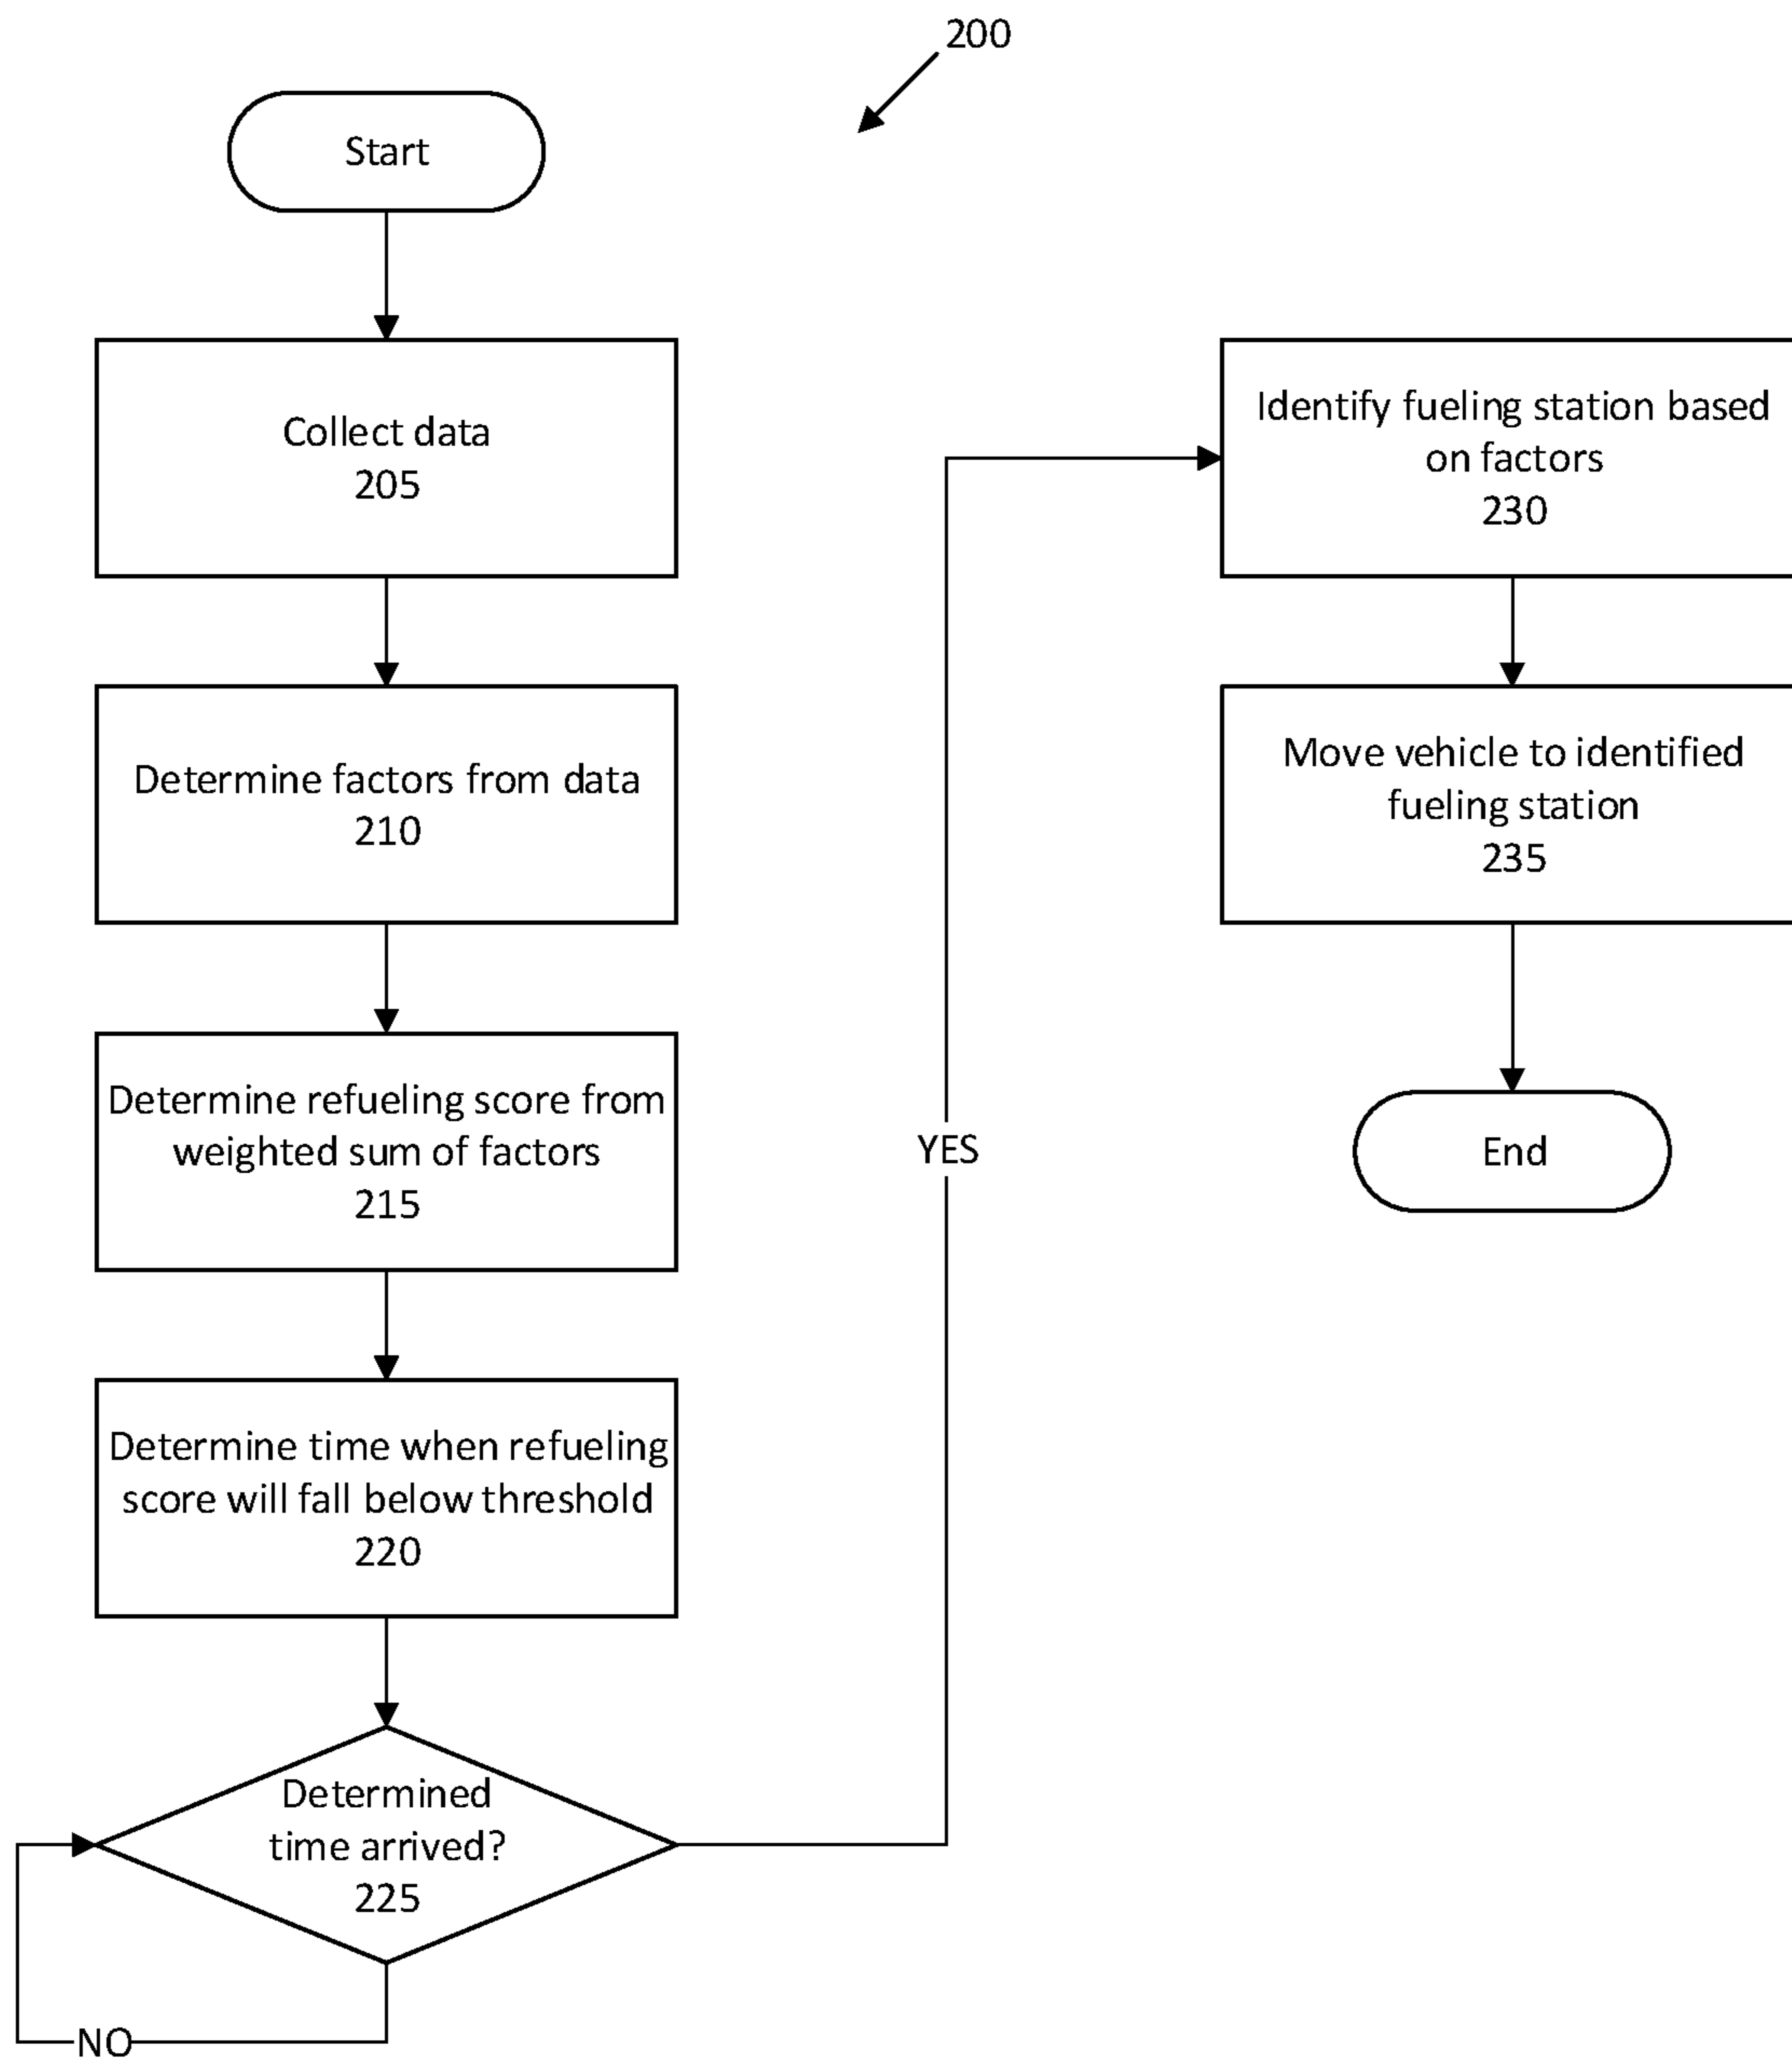 200
Start
Collect data
205
Determine factors from data
210
Determine refueling score from
weighted sum of factors
215
Determine time when refueling
score will fall below threshold
220
Determined
time arrived?
225
NO
YES
Identify fueling station based
on factors
230
Move vehicle to identified
fueling station
235
End